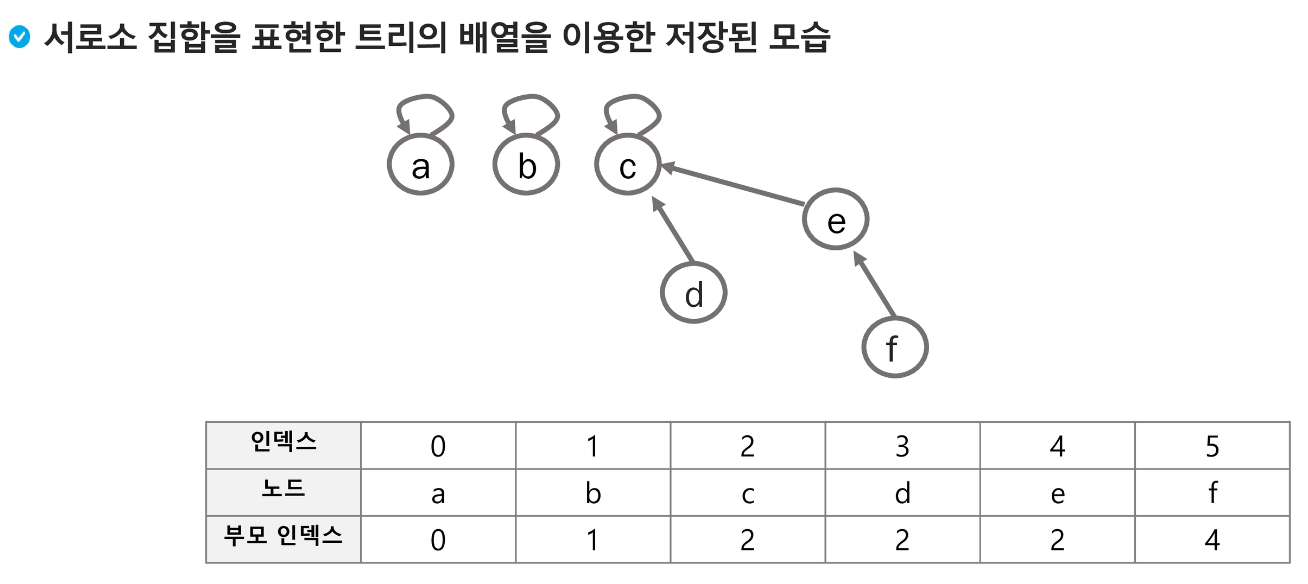 서로소 집합을 표현한 트리의 배열을 이용한 저장된 모습
a b c
e
d
f
인덱스 0 1 2 3 4 5
노드 a b c d e f
부모 인덱스 0 1 2 2 2 4